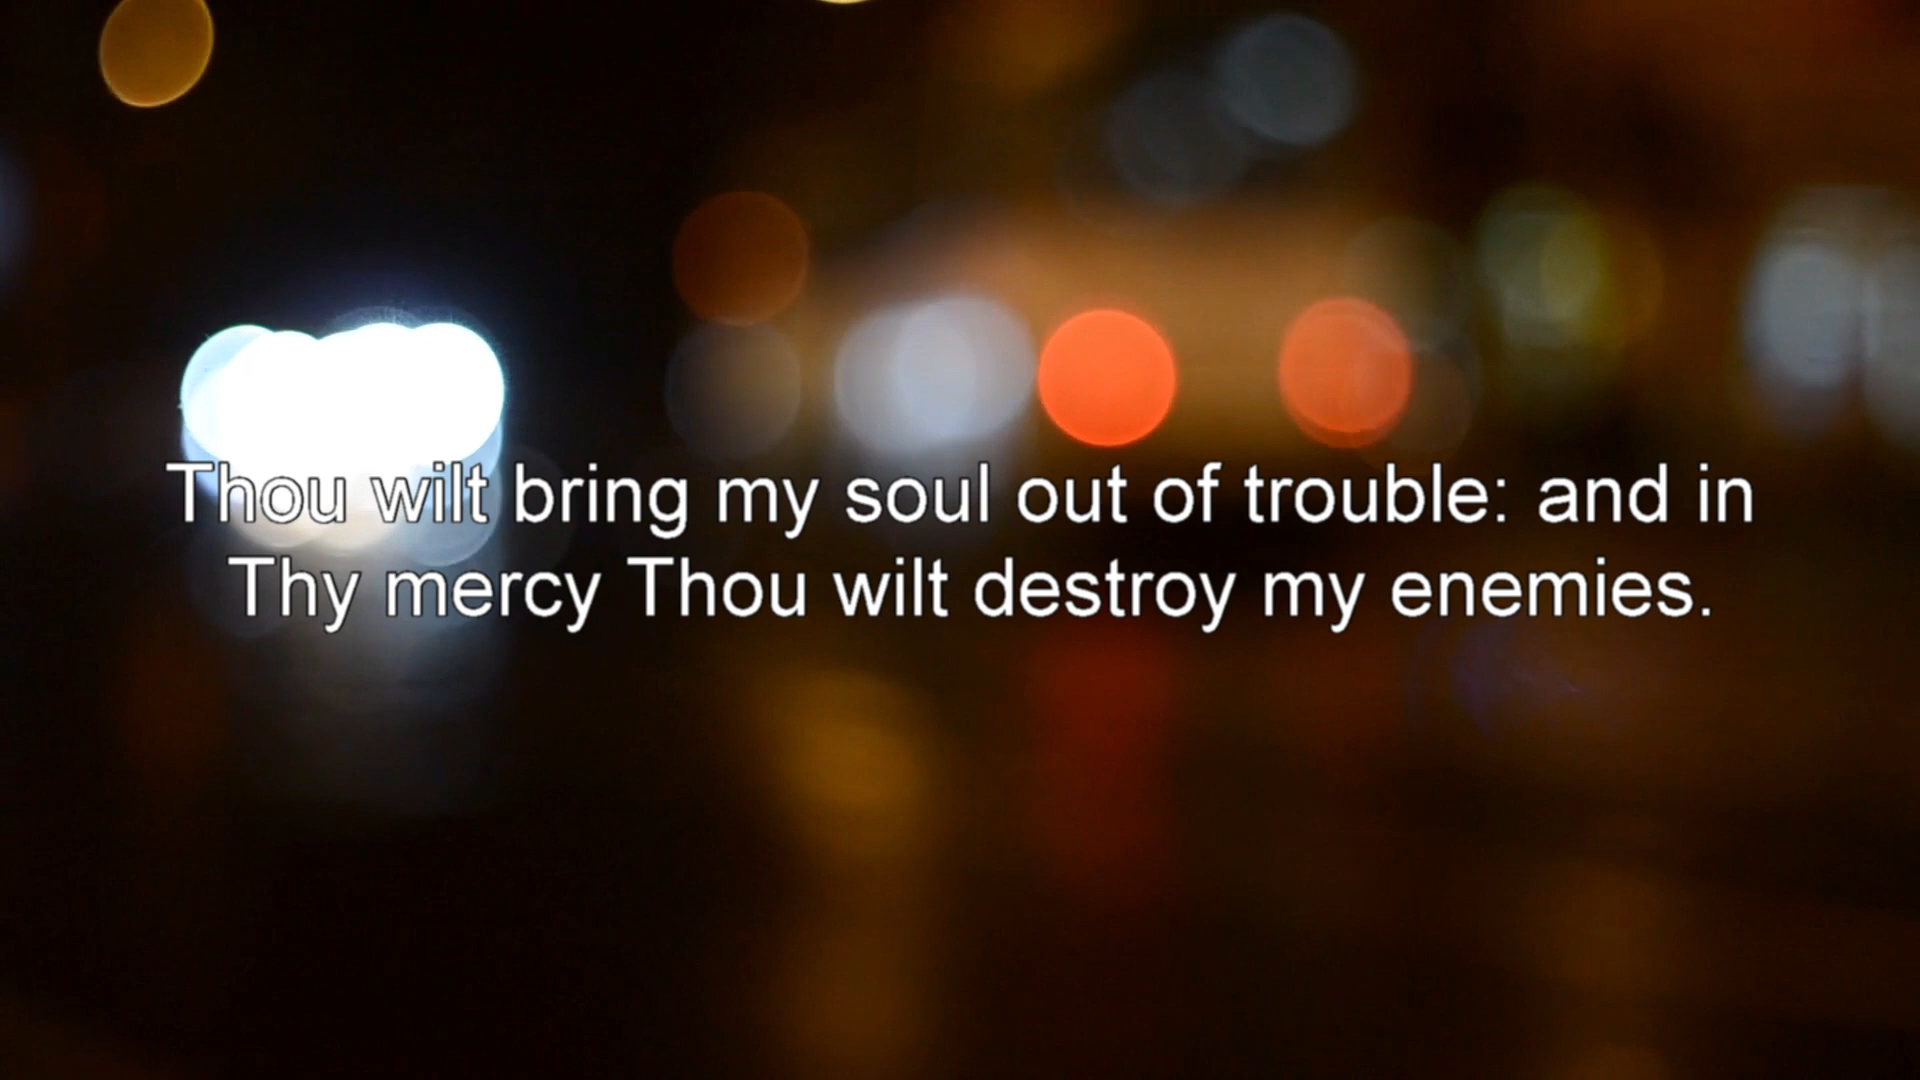 Thou wilt bring my soul out of trouble: and in
Thy mercy Thou wilt destroy my enemies.